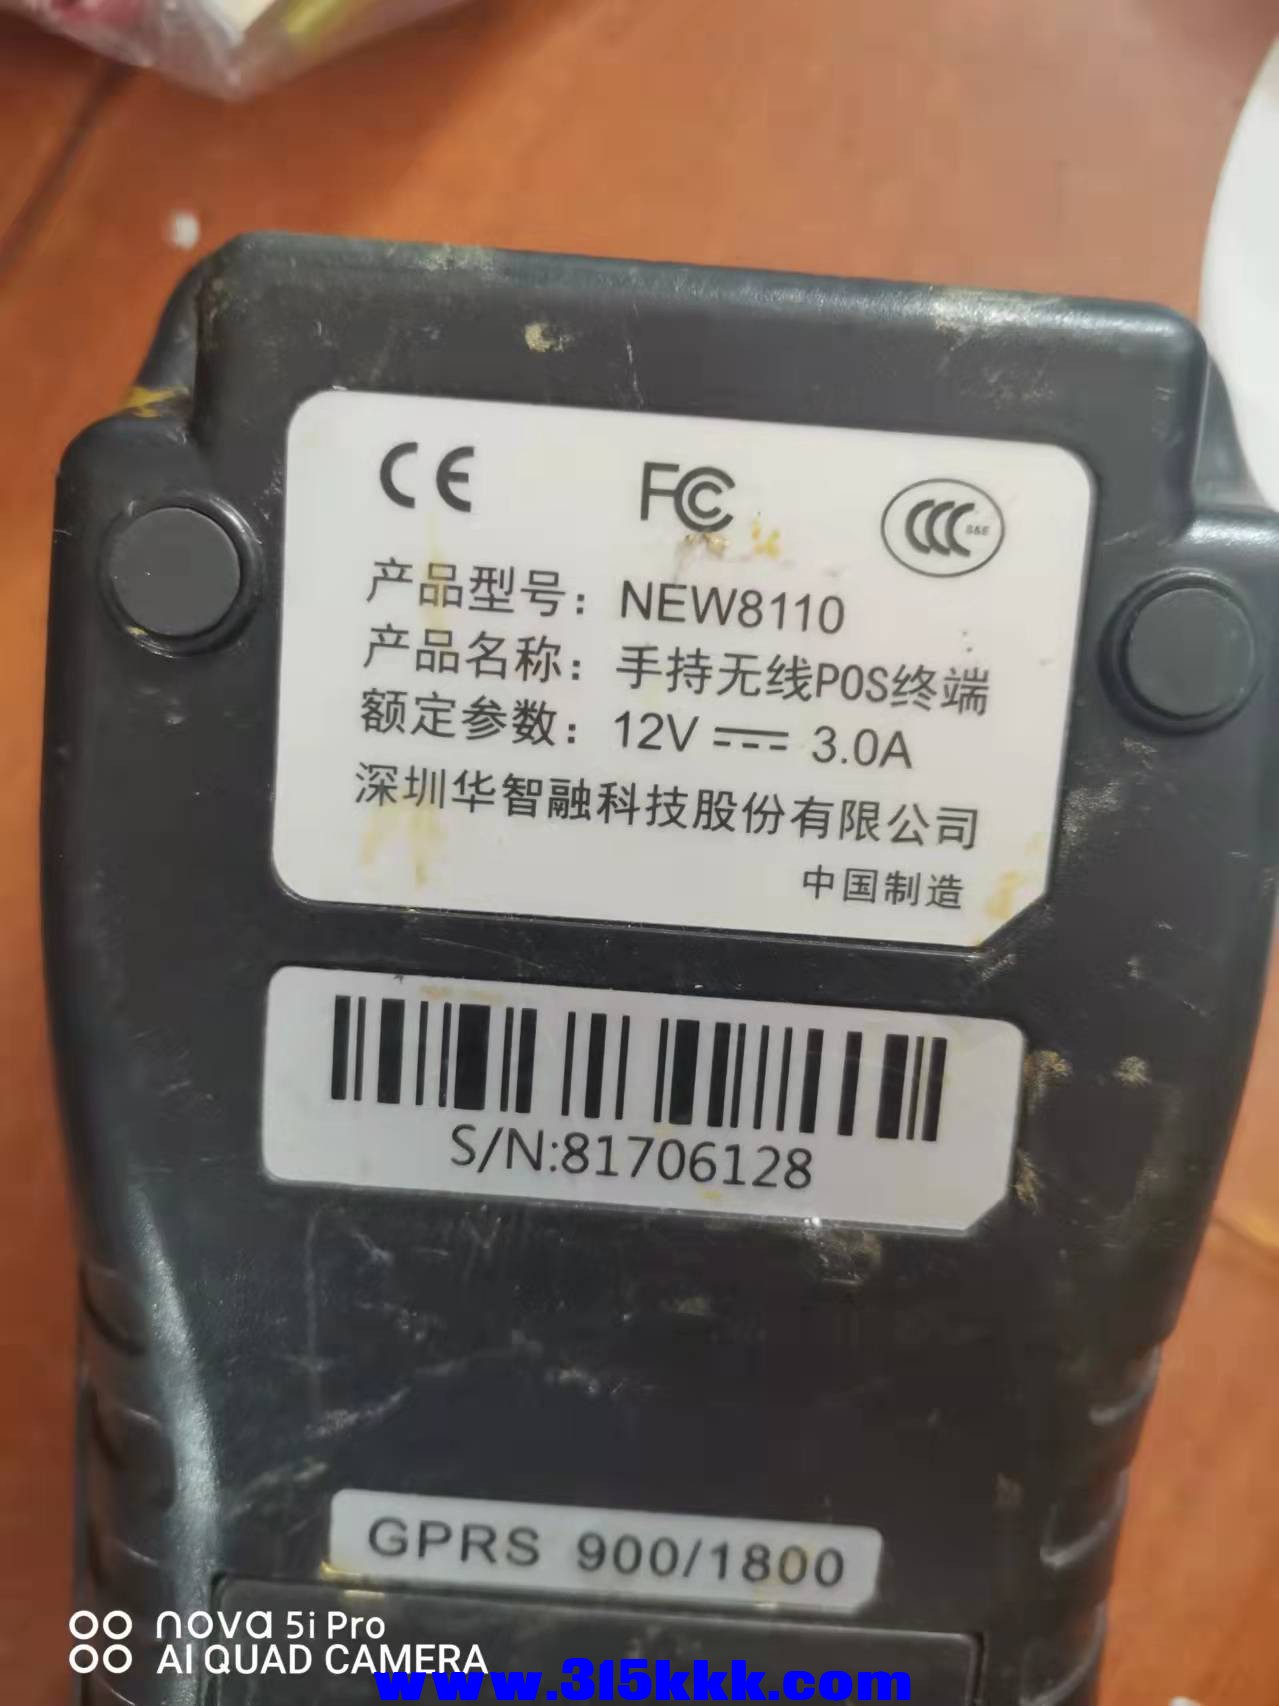 CE FCC CCC S&E
产品型号：NEW8110
产品名称：手持无线POS终端
额定参数：12V 3.0A
深圳华智融科技股份有限公司
中国制造
S/N:81706128
GPRS 900/1800
nova 5i Pro
AI QUAD CAMERA
www.315kkk.com